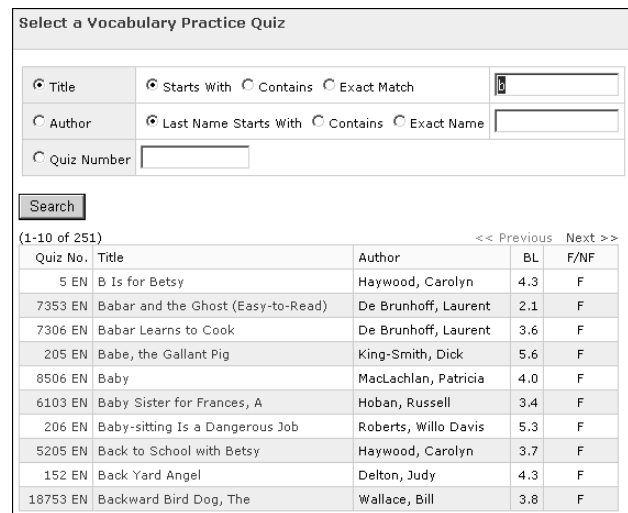 Select a Vocabulary Practice Quiz
Title Starts With Contains Exact Match b
Author Last Name Starts With Contains Exact Name
Quiz Number
Search
(1-10 of 251) << Previous Next >>
Quiz No. Title Author BL F/NF
5 EN B Is for Betsy Haywood, Carolyn 4.3 F
7353 EN Babar and the Ghost (Easy-to-Read) De Brunhoff, Laurent 2.1 F
7306 EN Babar Learns to Cook De Brunhoff, Laurent 3.6 F
205 EN Babe, the Gallant Pig King-Smith, Dick 5.6 F
8506 EN Baby MacLachlan, Patricia 4.0 F
6103 EN Baby Sister for Frances, A Hoban, Russell 3.4 F
206 EN Baby-sitting Is a Dangerous Job Roberts, Willo Davis 5.3 F
5205 EN Back to School with Betsy Haywood, Carolyn 3.7 F
152 EN Back Yard Angel Delton, Judy 4.3 F
18753 EN Backward Bird Dog, The Wallace, Bill 3.8 F